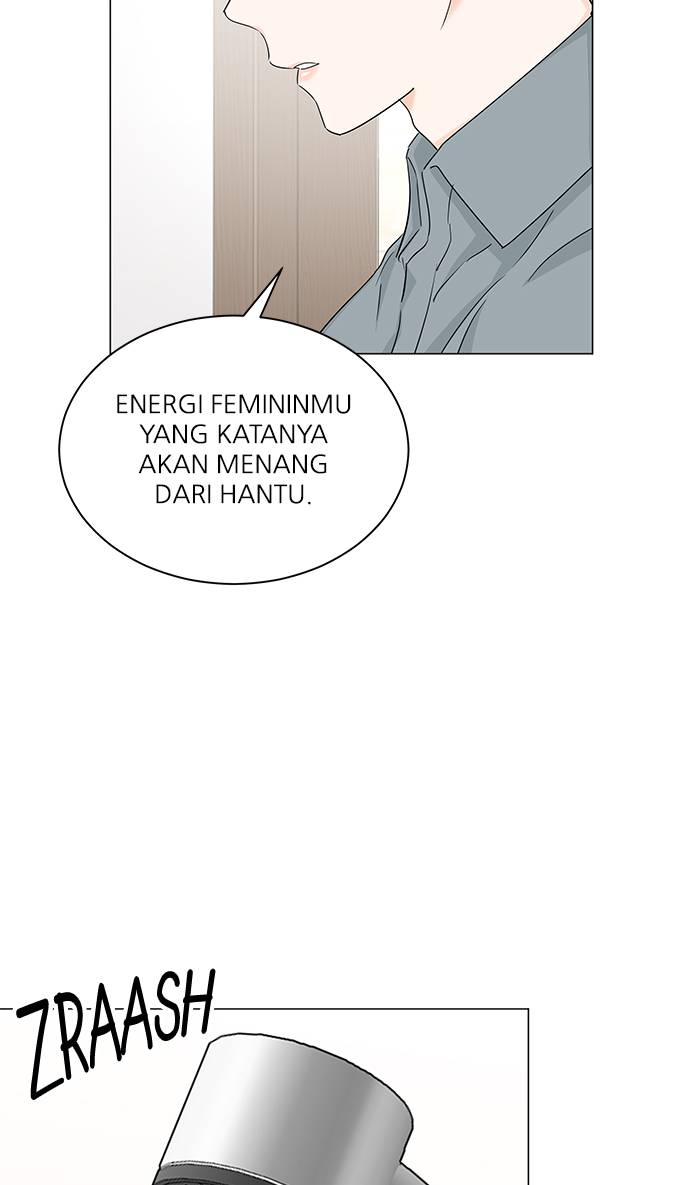 ENERGI FEMININMU
YANG KATANYA
AKAN MENANG
DARI HANTU.
ZRAASH